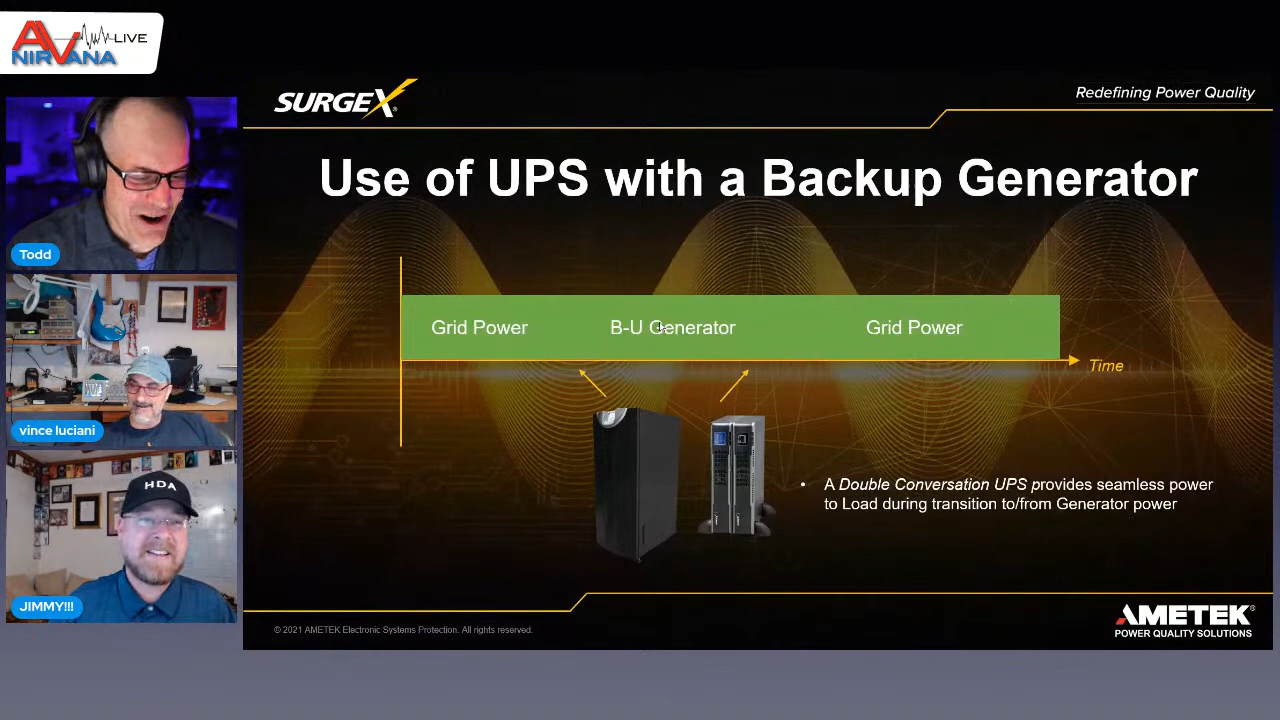 AV NIRVANA LIVE
SURGEX®
Redefining Power Quality
Use of UPS with a Backup Generator
Grid Power
B-U Generator
Grid Power
Time
• A Double Conversation UPS provides seamless power
to Load during transition to/from Generator power
© 2021 AMETEK Electronic Systems Protection. All rights reserved.
AMETEK®
POWER QUALITY SOLUTIONS
Todd
vince luciani
HDA
JIMMY!!!